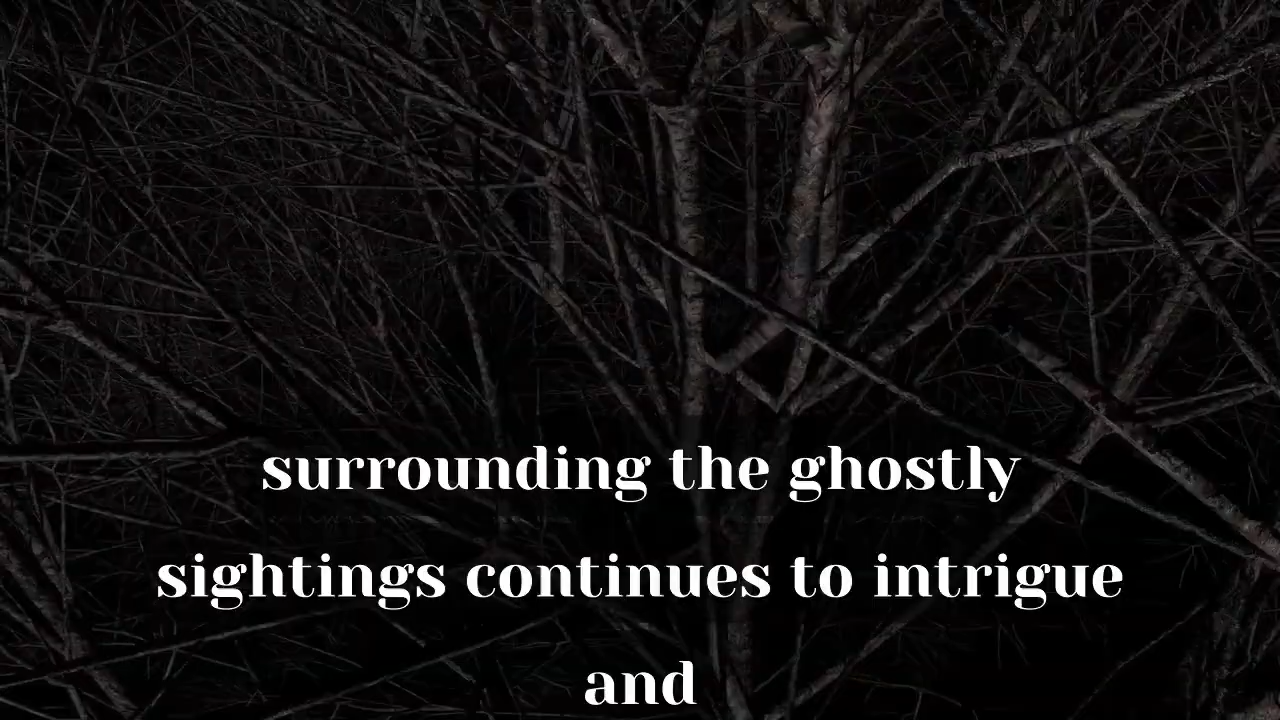 surrounding the ghostly
sightings continues to intrigue
and